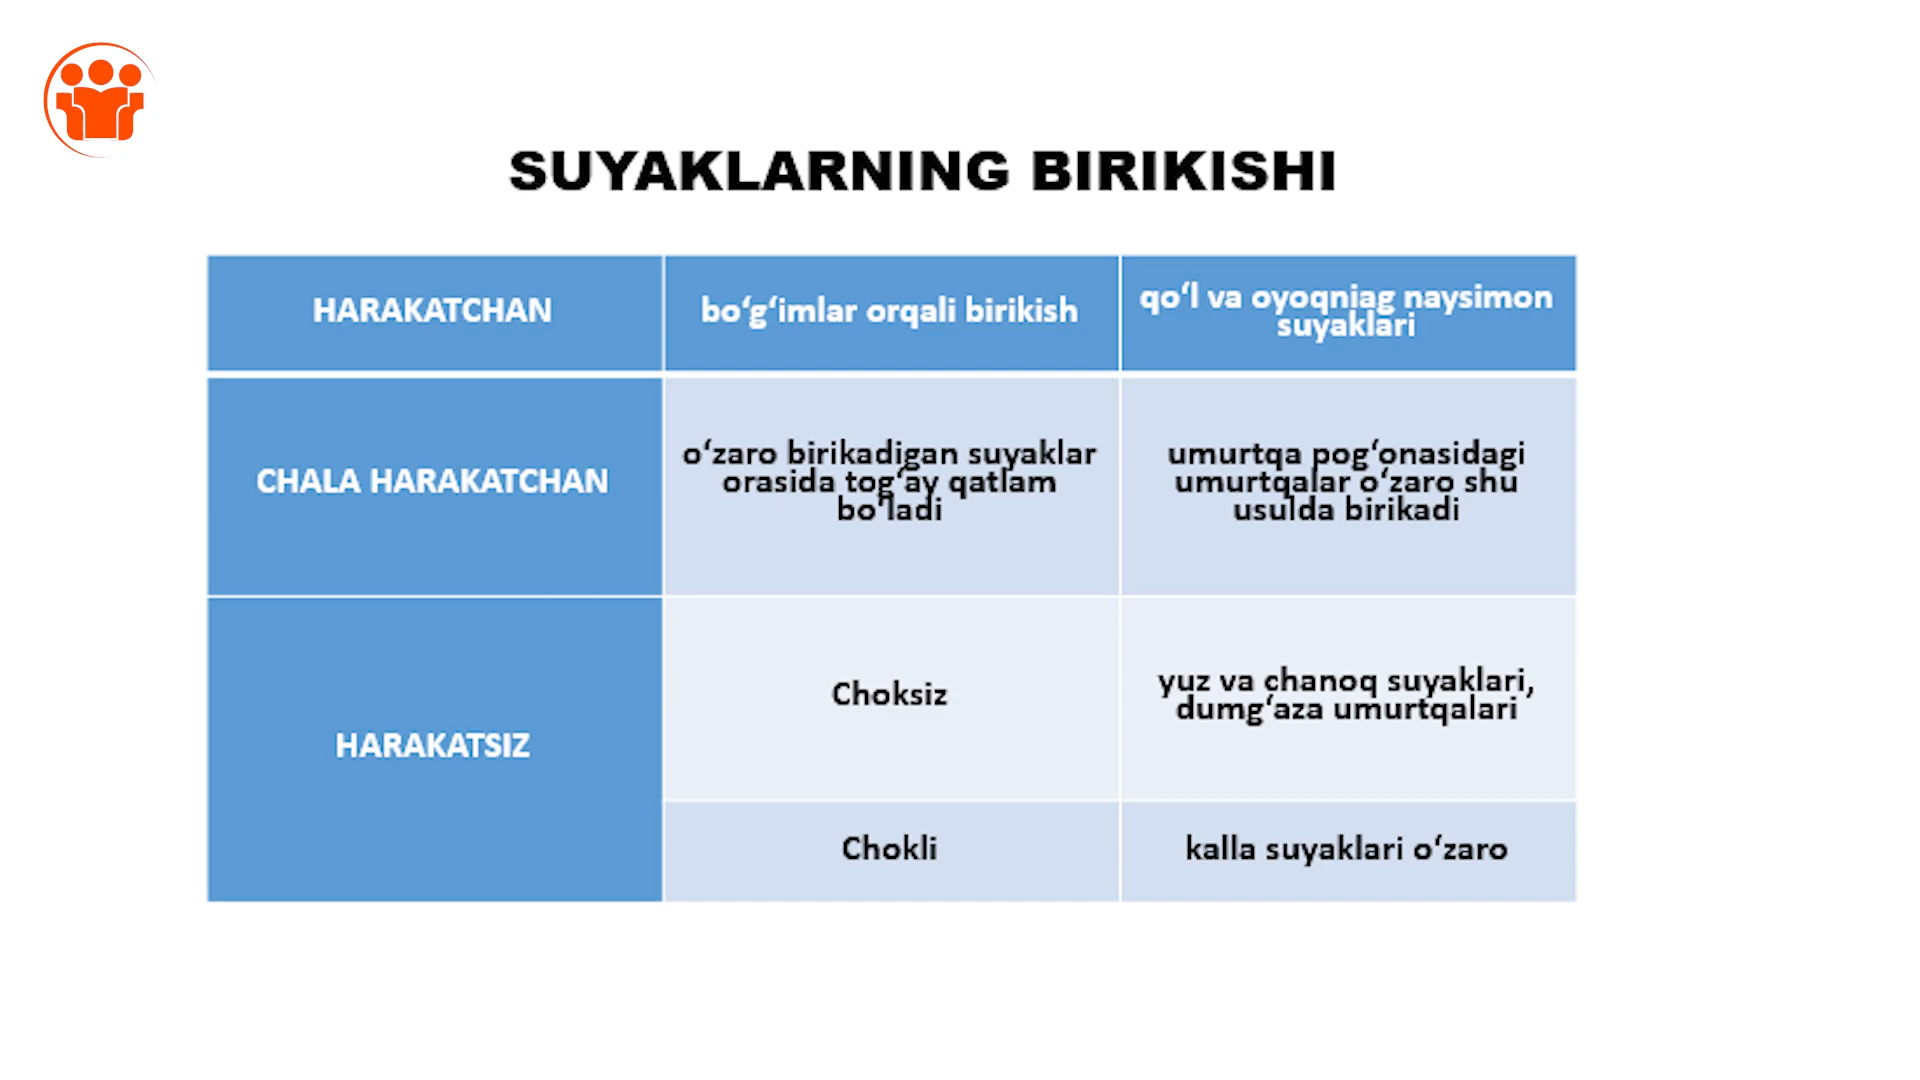 SUYAKLARNING BIRIKISHI
HARAKATCHAN
bo‘g‘imlar orqali birikish
qo‘l va oyoqniag naysimon
suyaklari
CHALA HARAKATCHAN
o‘zaro birikadigan suyaklar
orasida tog‘ay qatlam
bo‘ladi
umurtqa pog‘onasidagi
umurtqalar o‘zaro shu
usulda birikadi
HARAKATSIZ
Choksiz
yuz va chanoq suyaklari,
dumg‘aza umurtqalari
Chokli
kalla suyaklari o‘zaro